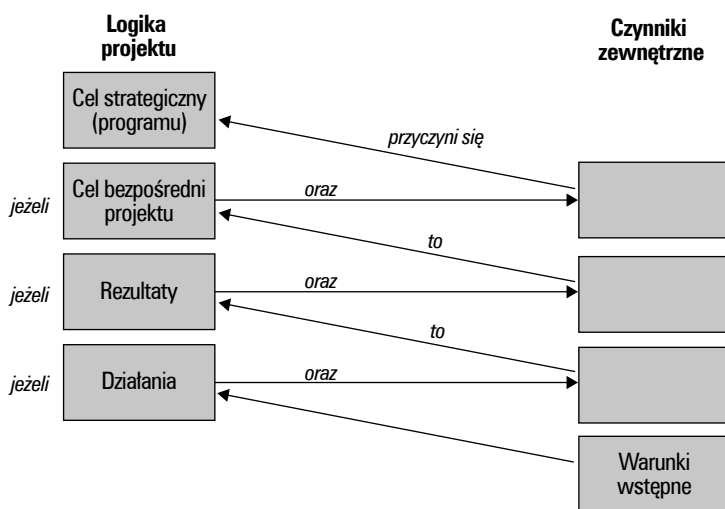 Logika
projektu
Czynniki
zewnętrzne
Cel strategiczny
(programu)
przyczyni się
jeżeli
Cel bezpośredni
projektu
oraz
to
jeżeli
Rezultaty
oraz
to
jeżeli
Działania
oraz
Warunki
wstępne